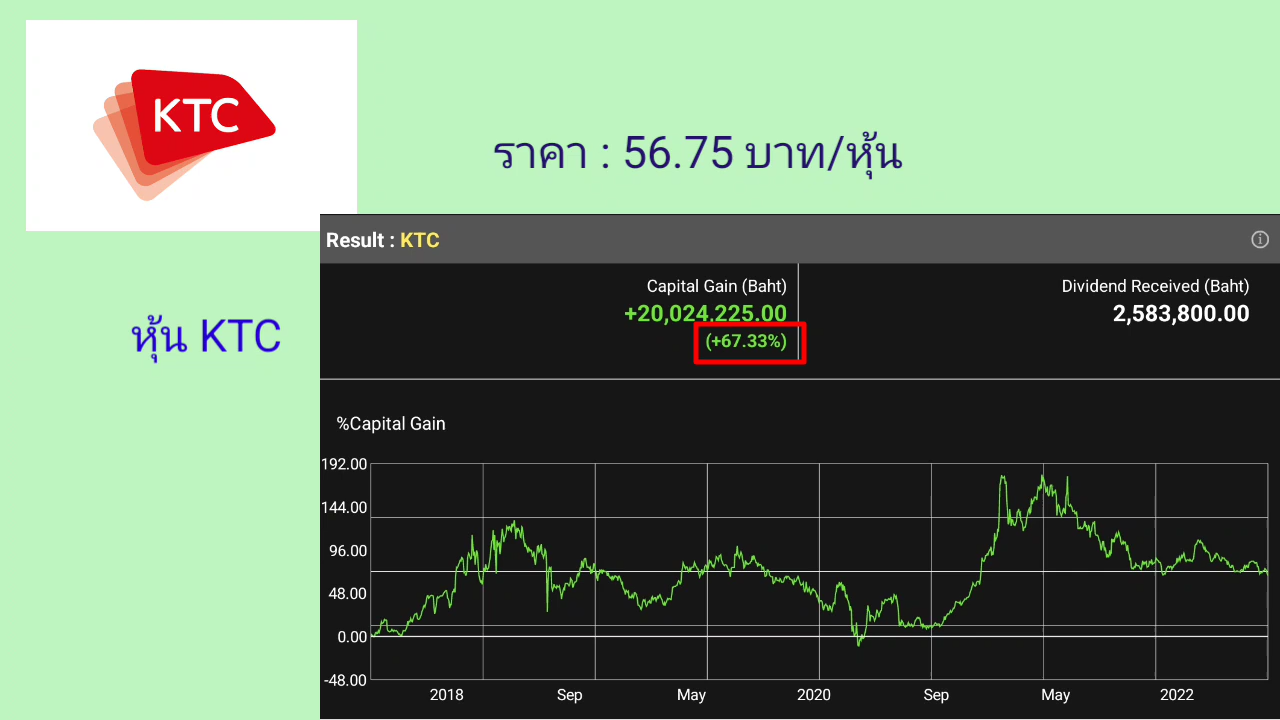 KTC
ราคา : 56.75 บาท/หุ้น
หุ้น KTC
Result : KTC
Capital Gain (Baht)
+20,024,225.00
(+67.33%)
Dividend Received (Baht)
2,583,800.00
%Capital Gain
192.00
144.00
96.00
48.00
0.00
-48.00
2018 Sep May 2020 Sep May 2022